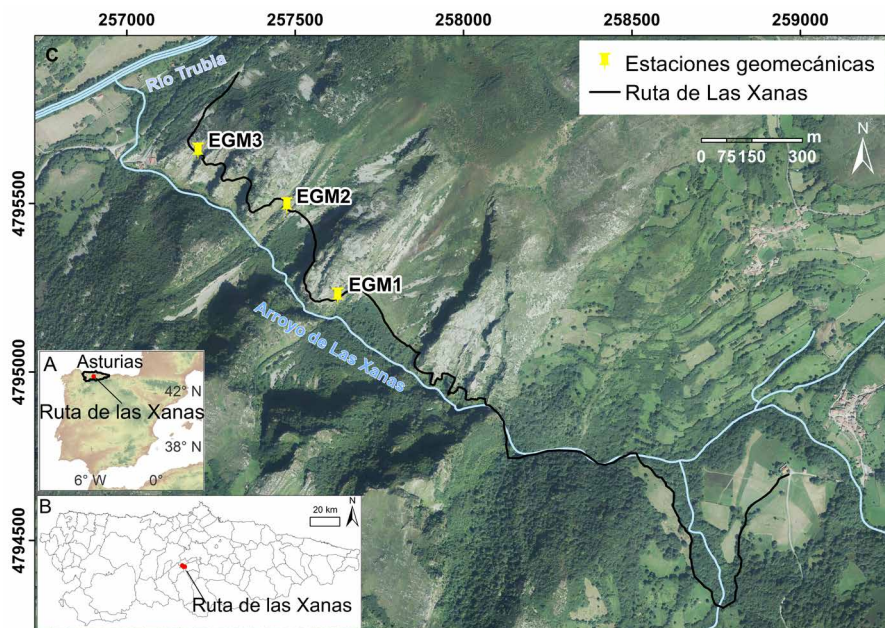 257000
257500
258000
258500
259000
C
Río Trubia
Estaciones geomecánicas
Ruta de Las Xanas
EGM3
m
0
75
150
300
N
4795500
EGM2
EGM1
Arroyo de Las Xanas
4795000
A
Asturias
42° N
Ruta de las Xanas
38° N
6° W
0°
4794500
B
20 km
N
Ruta de las Xanas